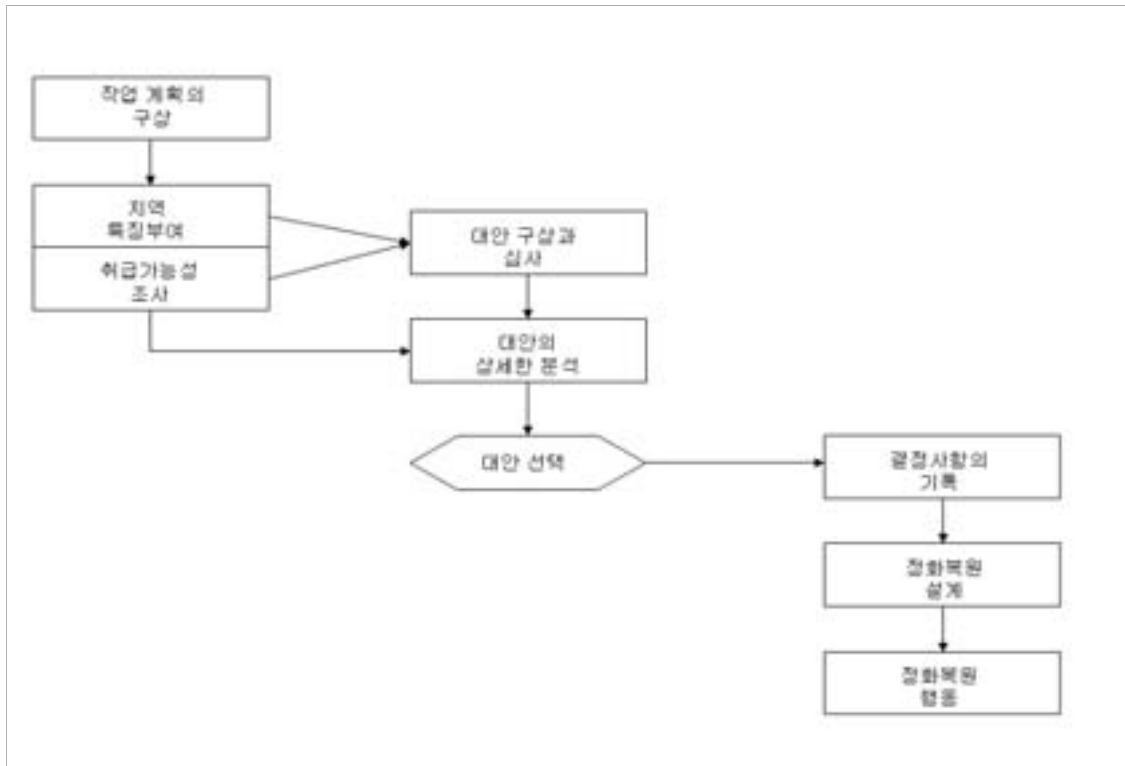 작업 계획의
구상
지역
특징부여
취급가능성
조사
대안 구상과
심사
대안의
상세한 분석
대안 선택
결정사항의
기록
정화복원
설계
정화복원
행동